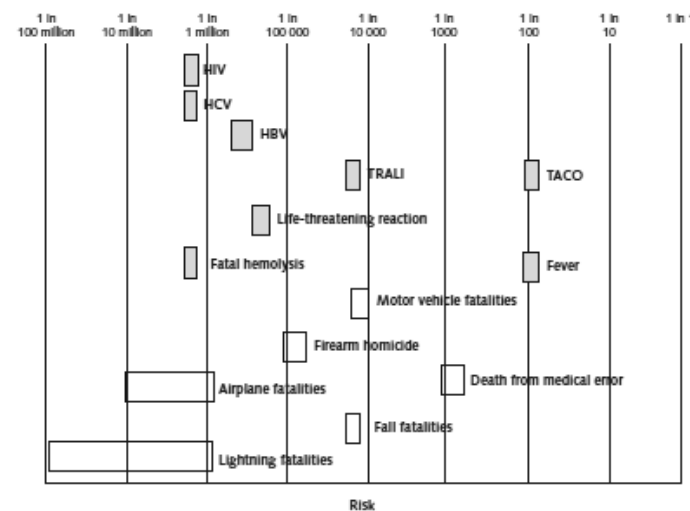 1 in 1 in 1 in 1 in 1 in 1 in 1 in 1 in 1 in
100 million 10 million 1 million 100 000 10 000 1000 100 10
HIV
HCV
HBV
TRALI TACO
Life-threatening reaction
Fatal hemolysis Fever
Motor vehicle fatalities
Firearm homicide
Death from medical error
Airplane fatalities
Fall fatalities
Lightning fatalities
Risk